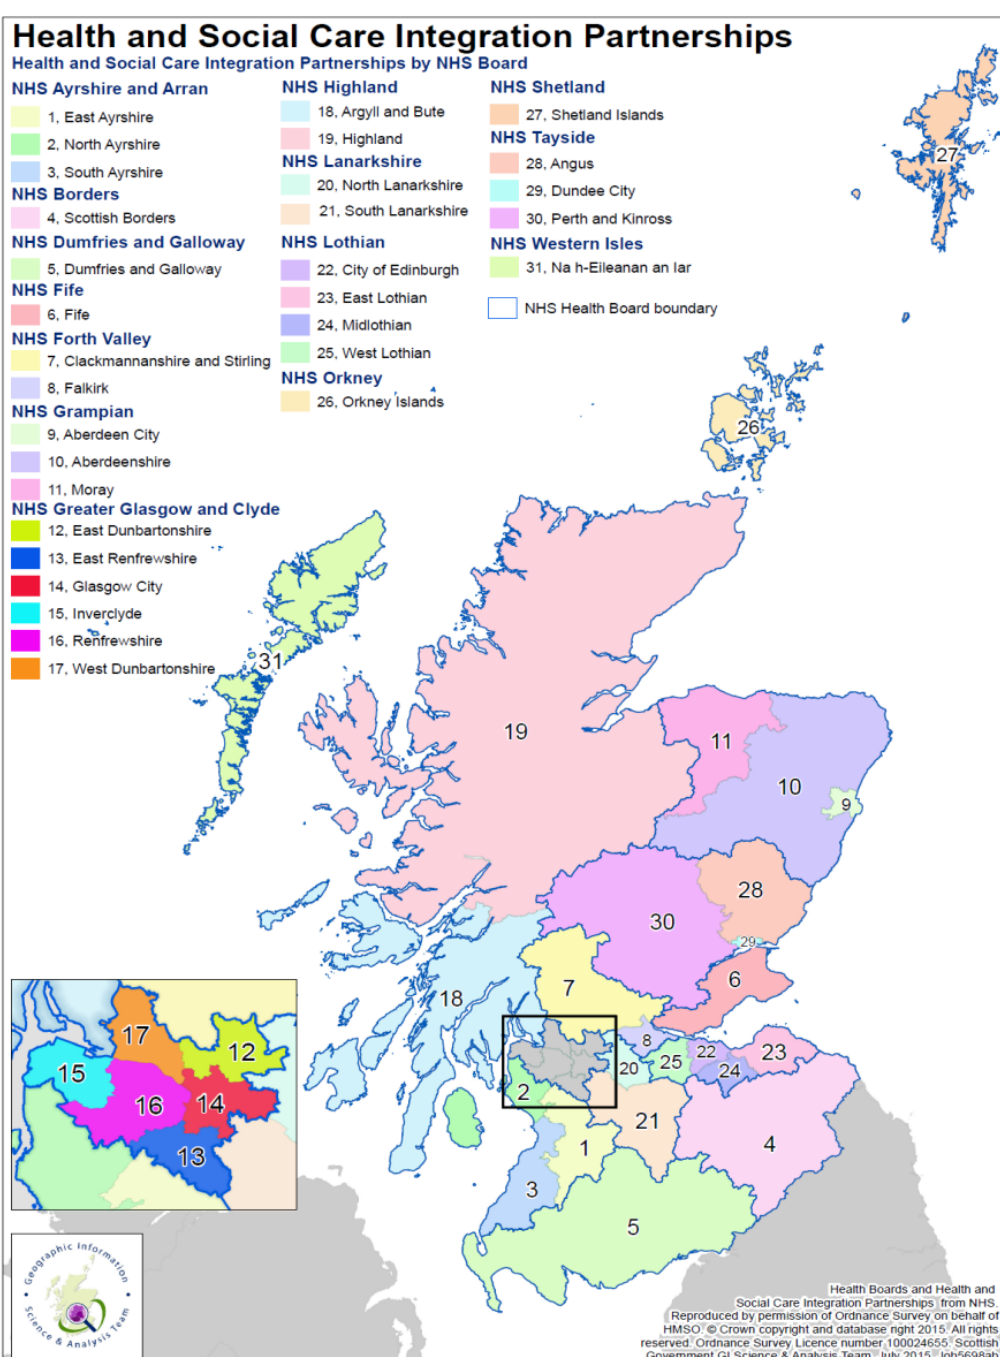 Health and Social Care Integration Partnerships
Health and Social Care Integration Partnerships by NHS Board
NHS Ayrshire and Arran
1, East Ayrshire
2, North Ayrshire
3, South Ayrshire
NHS Borders
4, Scottish Borders
NHS Dumfries and Galloway
5, Dumfries and Galloway
NHS Fife
6, Fife
NHS Forth Valley
7, Clackmannanshire and Stirling
8, Falkirk
NHS Grampian
9, Aberdeen City
10, Aberdeenshire
11, Moray
NHS Greater Glasgow and Clyde
12, East Dunbartonshire
13, East Renfrewshire
14, Glasgow City
15, Inverclyde
16, Renfrewshire
17, West Dunbartonshire
NHS Highland
18, Argyll and Bute
19, Highland
NHS Lanarkshire
20, North Lanarkshire
21, South Lanarkshire
NHS Lothian
22, City of Edinburgh
23, East Lothian
24, Midlothian
25, West Lothian
NHS Orkney
26, Orkney Islands
NHS Shetland
27, Shetland Islands
NHS Tayside
28, Angus
29, Dundee City
30, Perth and Kinross
NHS Western Isles
31, Na h-Eileanan an Iar
NHS Health Board boundary
27
26
31
19
11
10
9
28
30
29
6
7
18
8
22
23
20
25
24
2
21
1
4
3
5
17
12
15
16
14
13
Geographic Information
Science & Analysis Team
Health Boards and Health and
Social Care Integration Partnerships from NHS.
Reproduced by permission of Ordnance Survey on behalf of
HMSO. © Crown copyright and database right 2015. All rights
reserved. Ordnance Survey Licence number 100024655. Scottish
Government GI Science & Analysis Team, July 2015, Job5698ab